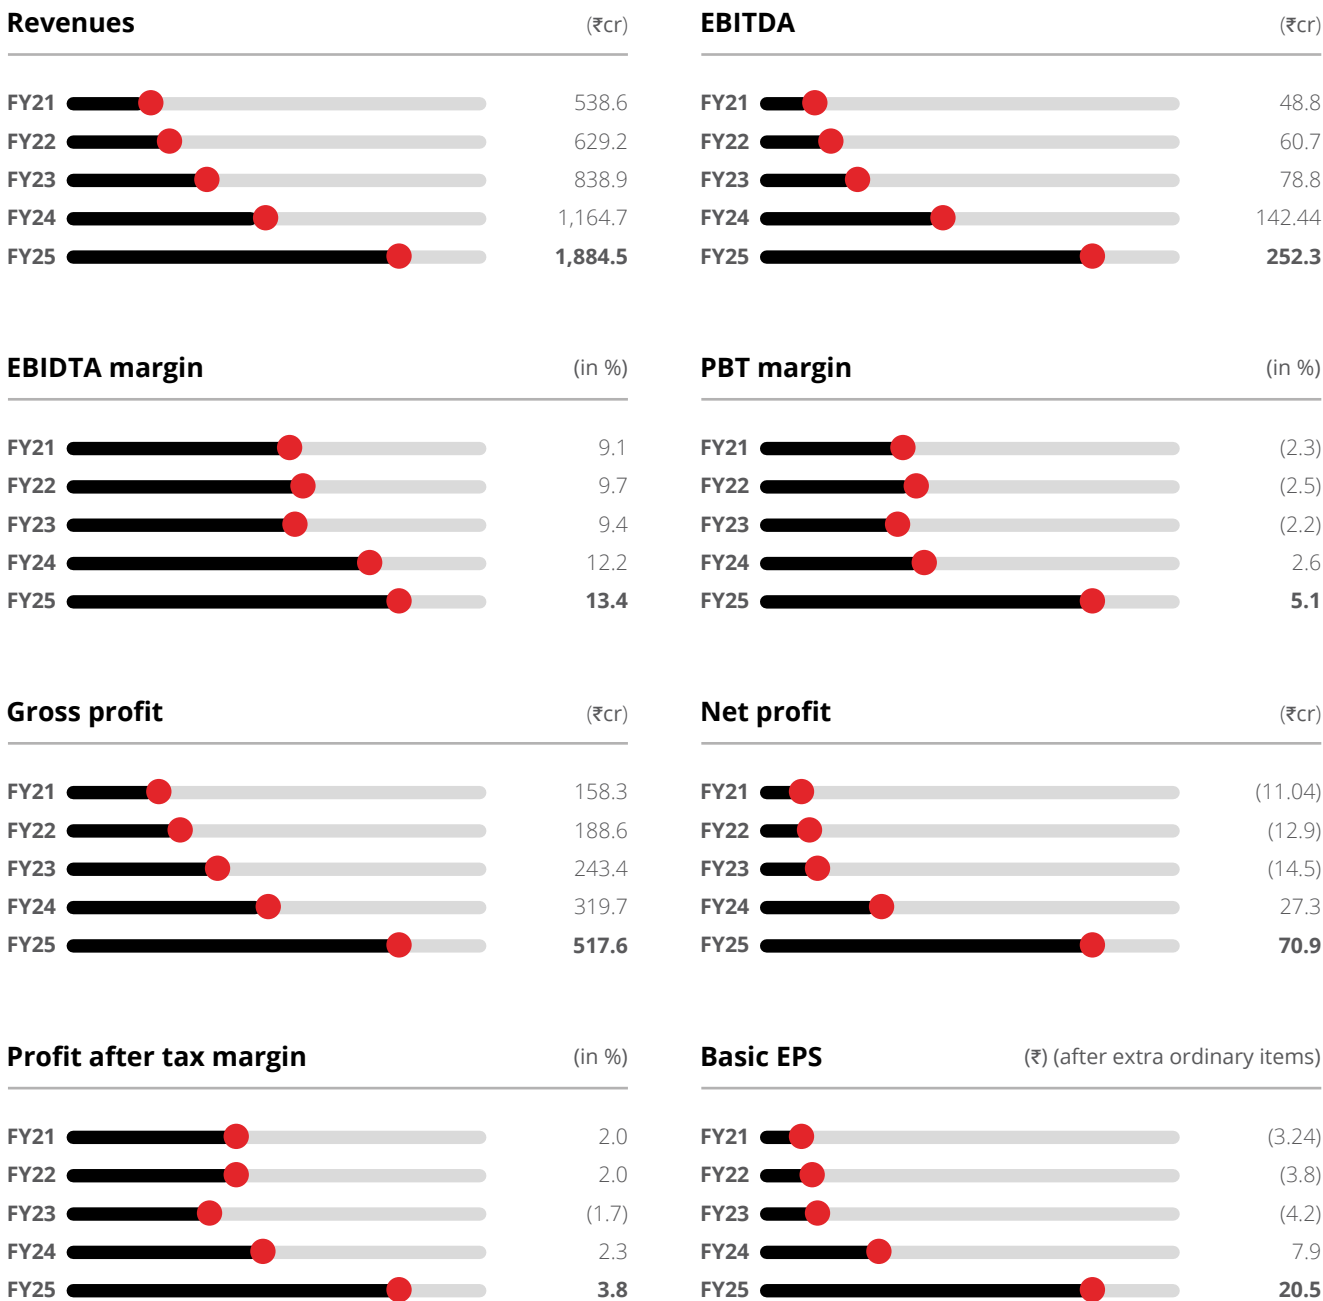 Revenues (₹cr)
FY21 538.6
FY22 629.2
FY23 838.9
FY24 1,164.7
FY25 1,884.5
EBITDA (₹cr)
FY21 48.8
FY22 60.7
FY23 78.8
FY24 142.44
FY25 252.3
EBIDTA margin (in %)
FY21 9.1
FY22 9.7
FY23 9.4
FY24 12.2
FY25 13.4
PBT margin (in %)
FY21 (2.3)
FY22 (2.5)
FY23 (2.2)
FY24 2.6
FY25 5.1
Gross profit (₹cr)
FY21 158.3
FY22 188.6
FY23 243.4
FY24 319.7
FY25 517.6
Net profit (₹cr)
FY21 (11.04)
FY22 (12.9)
FY23 (14.5)
FY24 27.3
FY25 70.9
Profit after tax margin (in %)
FY21 2.0
FY22 2.0
FY23 (1.7)
FY24 2.3
FY25 3.8
Basic EPS (₹) (after extra ordinary items)
FY21 (3.24)
FY22 (3.8)
FY23 (4.2)
FY24 7.9
FY25 20.5